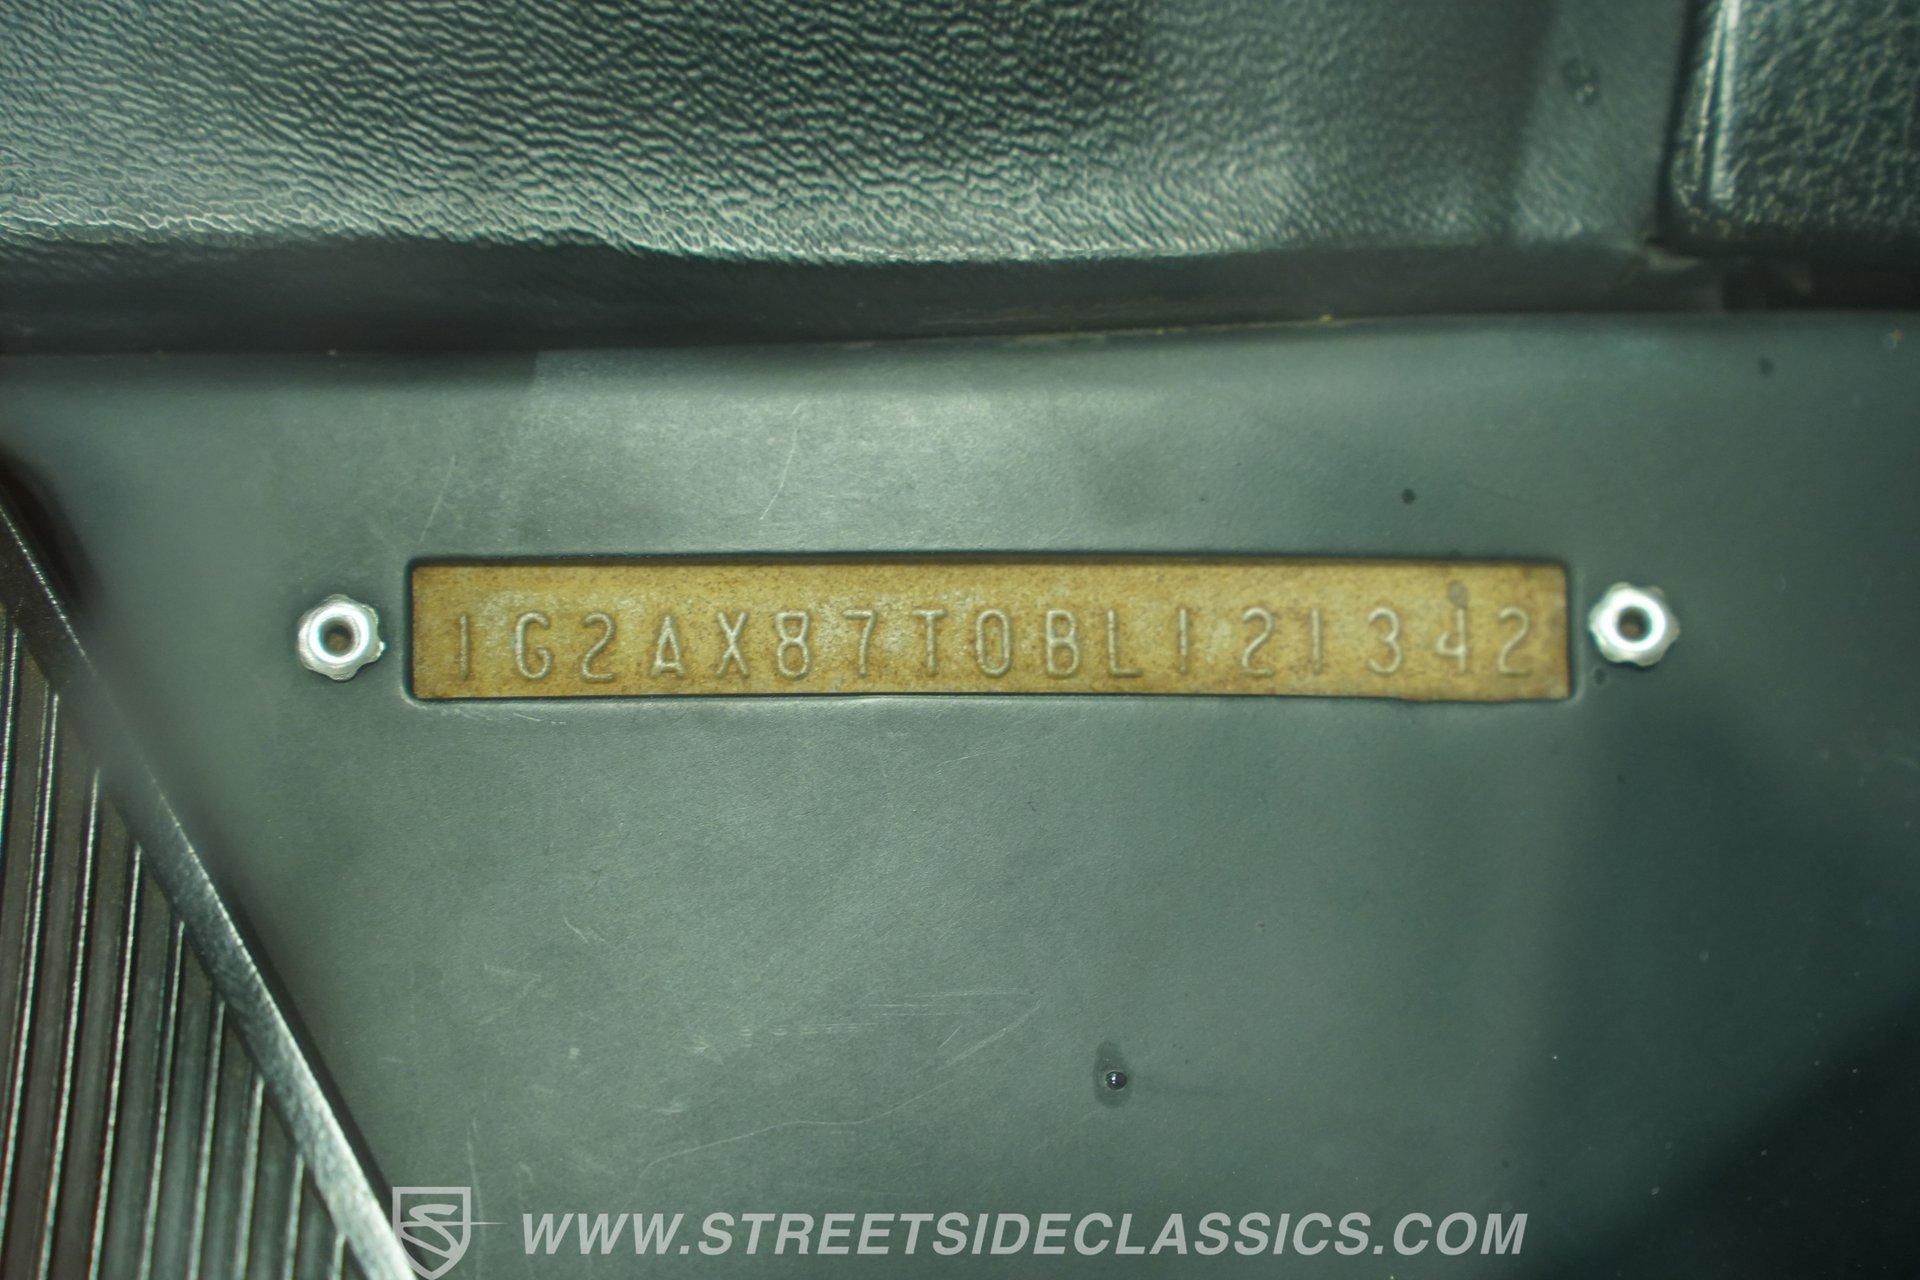 1G2AX87T0BL121342
WWW.STREETSIDECLASSICS.COM